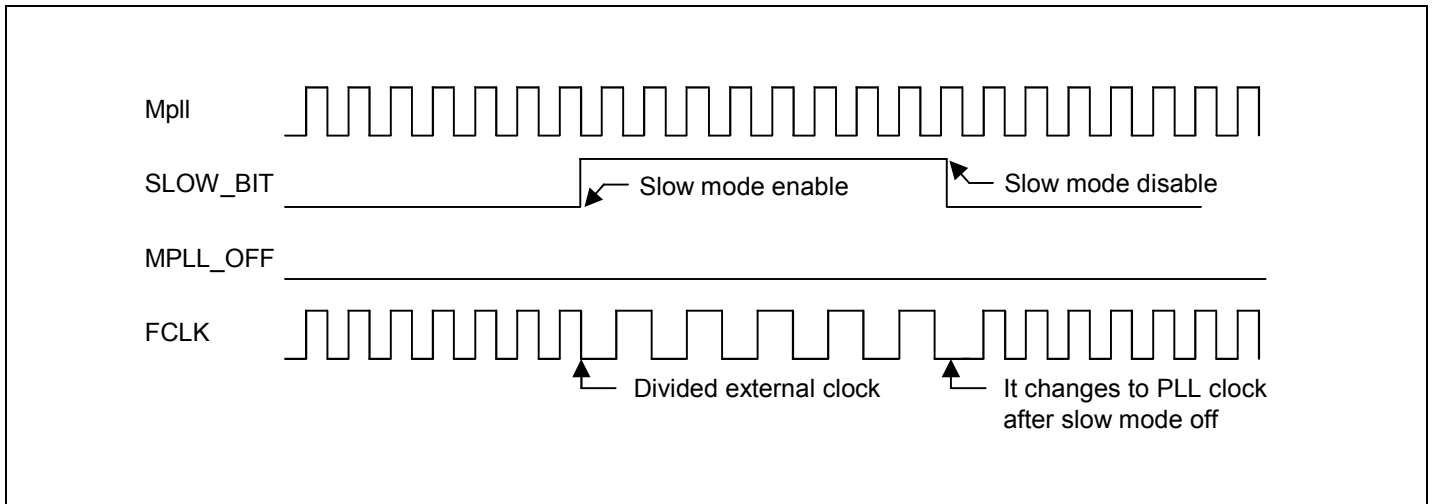 Mpll
SLOW_BIT
Slow mode enable
Slow mode disable
MPLL_OFF
FCLK
Divided external clock
It changes to PLL clock
after slow mode off